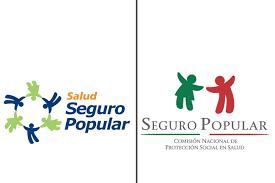 Salud
Seguro
Popular
SEGURO POPULAR
COMISIÓN NACIONAL DE
PROTECCIÓN SOCIAL EN SALUD